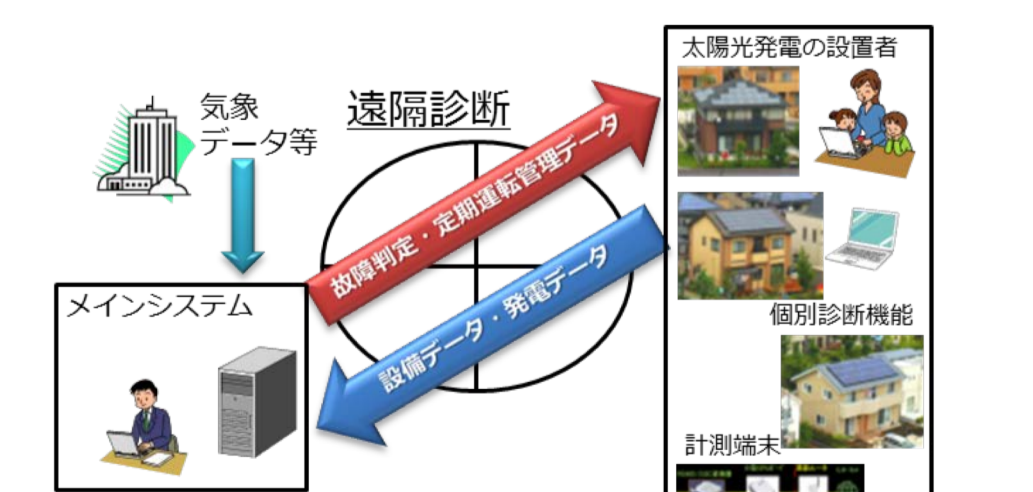 太陽光発電の設置者
気象
データ等
遠隔診断
故障判定・定期運転管理データ
設備データ・発電データ
メインシステム
個別診断機能
計測端末